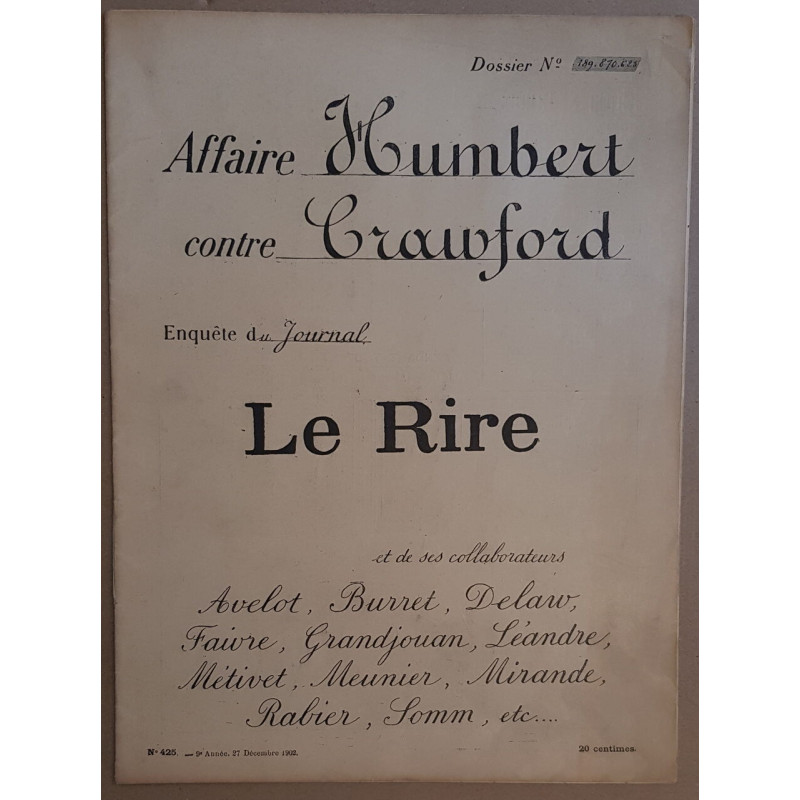 Dossier Nº 789.870.628
Affaire Humbert
contre Crawford
Enquête du Journal
Le Rire
et de ses collaborateurs
Avelot, Burret, Delaw,
Faivre, Grandjouan, Léandre,
Métivet, Meunier, Mirande,
Rabier, Somm, etc....
Nº 425. — 9e Année. 27 Décembre 1902.
20 centimes.